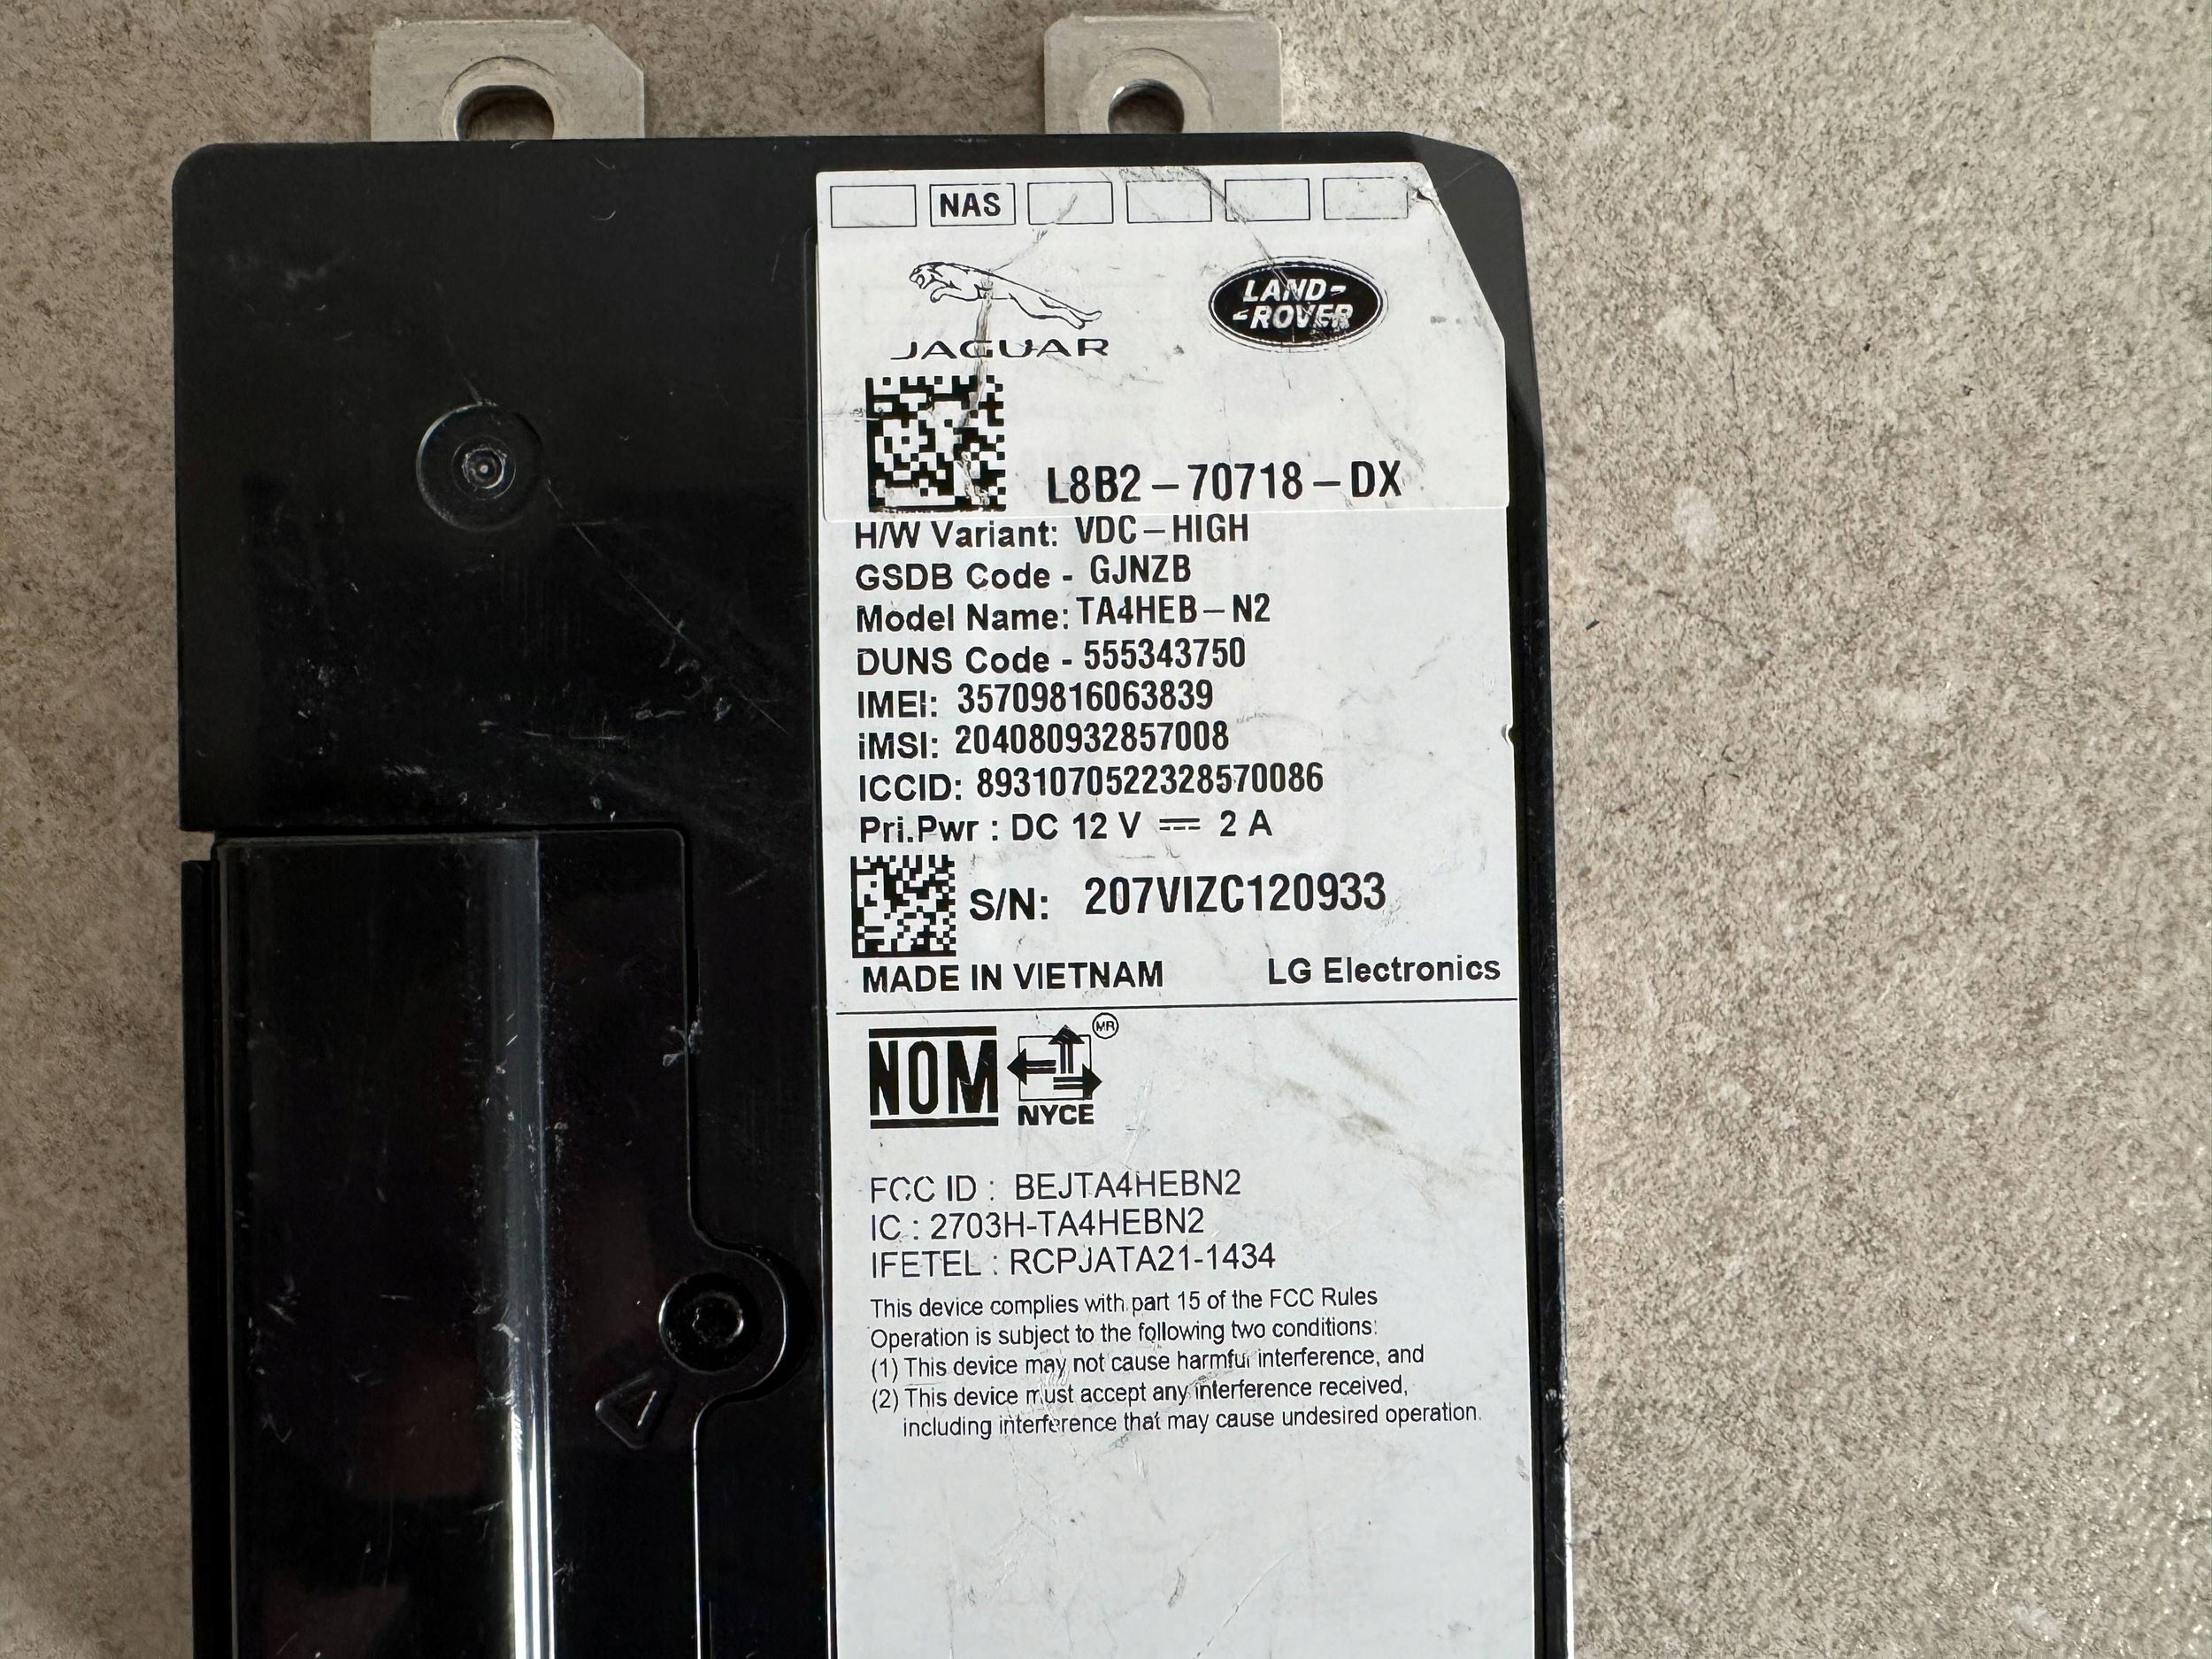 NAS
JAGUAR
LAND-
-ROVER
L8B2-70718-DX
H/W Variant: VDC-HIGH
GSDB Code - GJNZB
Model Name: TA4HEB-N2
DUNS Code - 555343750
IMEI: 35709816063839
iMSI: 204080932857008
ICCID: 8931070522328570086
Pri.Pwr : DC 12 V ⎓ 2 A
S/N: 207VIZC120933
MADE IN VIETNAM LG Electronics
NOM
MR
NYCE
FCC ID : BEJTA4HEBN2
IC : 2703H-TA4HEBN2
IFETEL : RCPJATA21-1434
This device complies with part 15 of the FCC Rules
Operation is subject to the following two conditions:
(1) This device may not cause harmful interference, and
(2) This device must accept any interference received,
including interference that may cause undesired operation.